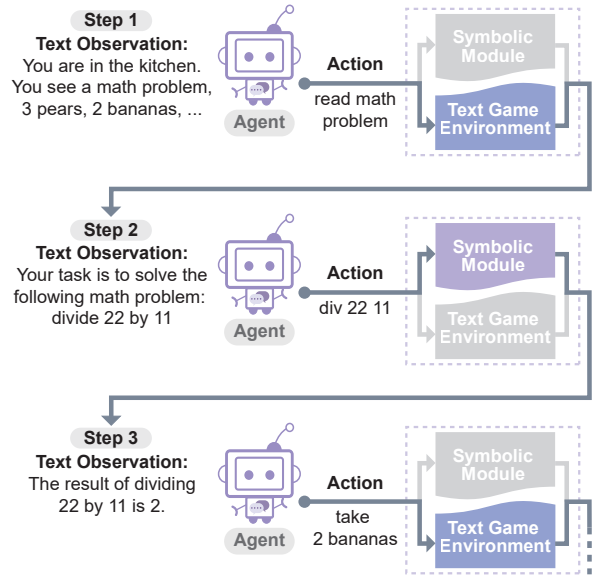 Step 1
Text Observation:
You are in the kitchen.
You see a math problem,
3 pears, 2 bananas, ...
Agent
Action
read math
problem
Symbolic
Module
Text Game
Environment
Step 2
Text Observation:
Your task is to solve the
following math problem:
divide 22 by 11
Agent
Action
div 22 11
Symbolic
Module
Text Game
Environment
Step 3
Text Observation:
The result of dividing
22 by 11 is 2.
Agent
Action
take
2 bananas
Symbolic
Module
Text Game
Environment